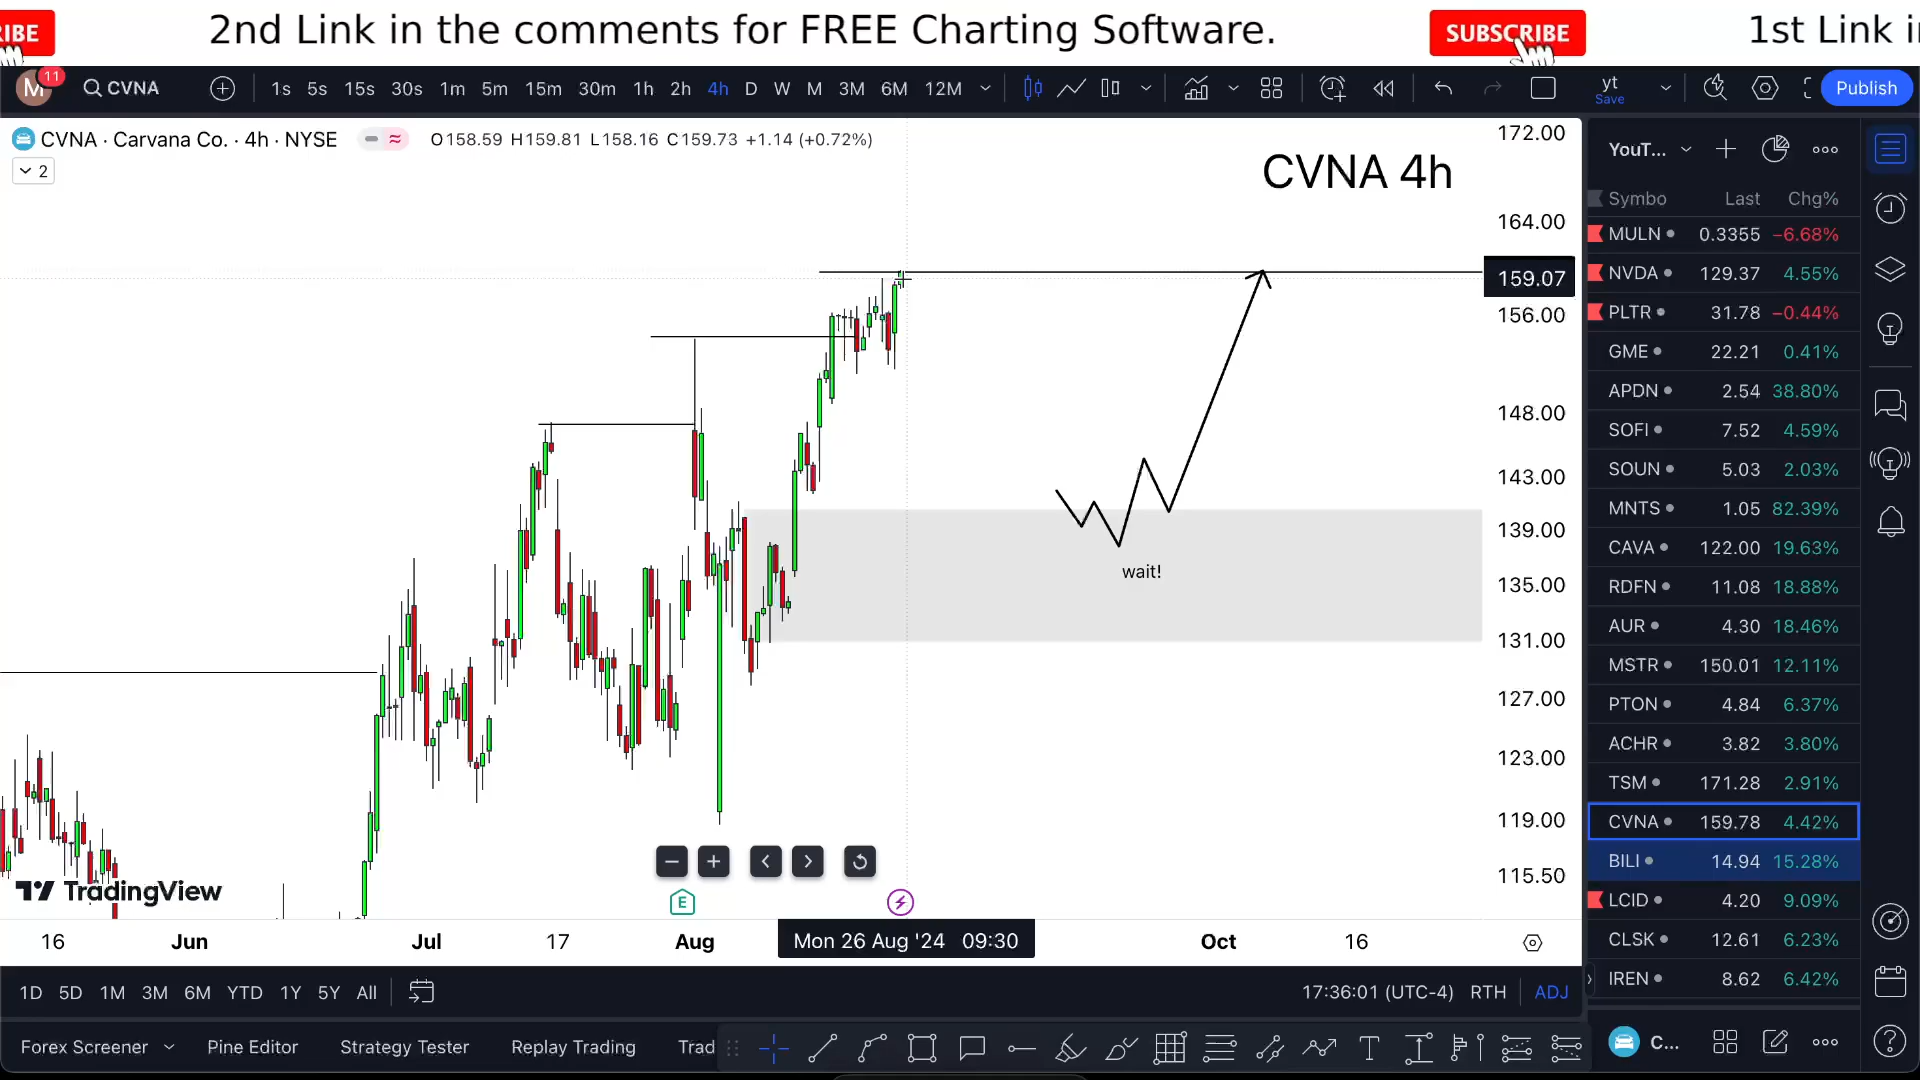 IBE 2nd Link in the comments for FREE Charting Software. SUBSCRIBE 1st Link i
M 11 CVNA 1s 5s 15s 30s 1m 5m 15m 30m 1h 2h 4h D W M 3M 6M 12M yt Save Publish
CVNA · Carvana Co. · 4h · NYSE O158.59 H159.81 L158.16 C159.73 +1.14 (+0.72%)
2
CVNA 4h
172.00
164.00
159.07
156.00
148.00
143.00
139.00
135.00
131.00
127.00
123.00
119.00
115.50
wait!
TradingView
E
16 Jun Jul 17 Aug Mon 26 Aug '24 09:30 Oct 16
1D 5D 1M 3M 6M YTD 1Y 5Y All 17:36:01 (UTC-4) RTH ADJ
Forex Screener Pine Editor Strategy Tester Replay Trading Trad
YouT...
Symbo Last Chg%
MULN 0.3355 −6.68%
NVDA 129.37 4.55%
PLTR 31.78 −0.44%
GME 22.21 0.41%
APDN 2.54 38.80%
SOFI 7.52 4.59%
SOUN 5.03 2.03%
MNTS 1.05 82.39%
CAVA 122.00 19.63%
RDFN 11.08 18.88%
AUR 4.30 18.46%
MSTR 150.01 12.11%
PTON 4.84 6.37%
ACHR 3.82 3.80%
TSM 171.28 2.91%
CVNA 159.78 4.42%
BILI 14.94 15.28%
LCID 4.20 9.09%
CLSK 12.61 6.23%
IREN 8.62 6.42%
C...